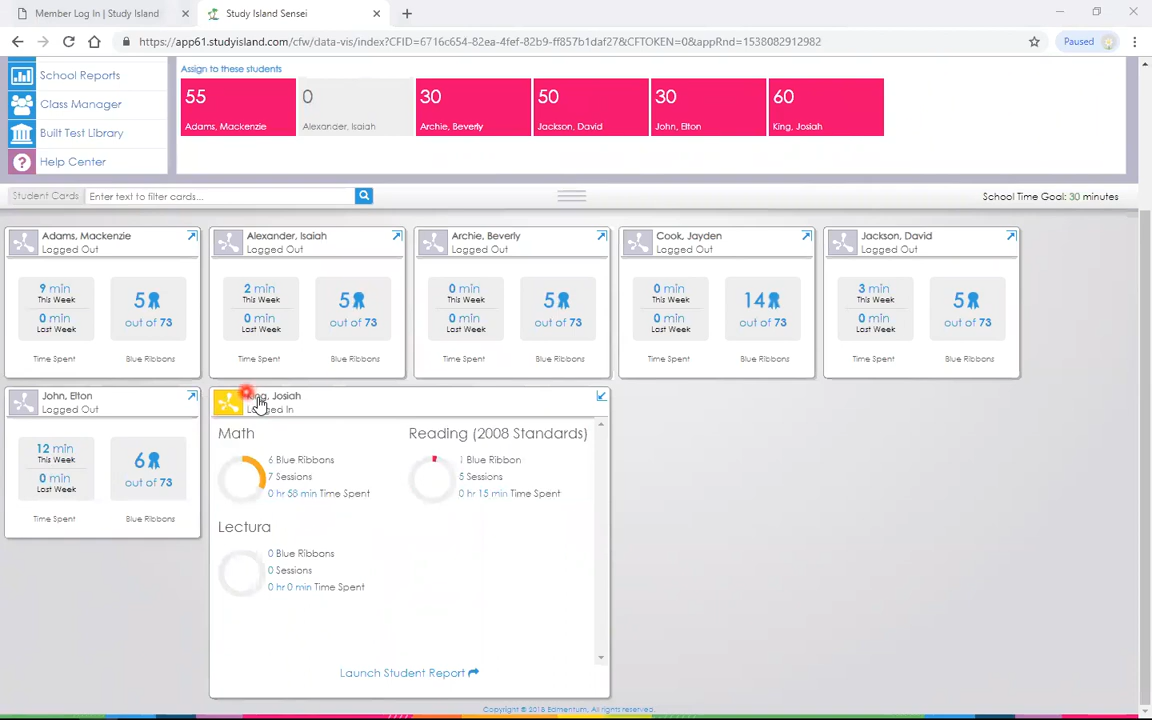 Member Log In | Study Island
Study Island Sensei
https://app61.studyisland.com/cfw/data-vis/index?CFID=6716c654-82ea-4fef-82b9-ff857b1daf27&CFTOKEN=0&appRnd=1538082912982
Paused
School Reports
Class Manager
Built Test Library
Help Center
Assign to these students
55 0 30 50 30 60
Adams, Mackenzie Alexander, Isaiah Archie, Beverly Jackson, David John, Elton King, Josiah
Student Cards Enter text to filter cards... School Time Goal: 30 minutes
Adams, Mackenzie
Logged Out
9 min
This Week
0 min
Last Week
Time Spent
5
out of 73
Blue Ribbons
Alexander, Isaiah
Logged Out
2 min
This Week
0 min
Last Week
Time Spent
5
out of 73
Blue Ribbons
Archie, Beverly
Logged Out
0 min
This Week
0 min
Last Week
Time Spent
5
out of 73
Blue Ribbons
Cook, Jayden
Logged Out
0 min
This Week
0 min
Last Week
Time Spent
14
out of 73
Blue Ribbons
Jackson, David
Logged Out
3 min
This Week
0 min
Last Week
Time Spent
5
out of 73
Blue Ribbons
John, Elton
Logged Out
12 min
This Week
0 min
Last Week
Time Spent
6
out of 73
Blue Ribbons
Josiah
In
Math
6 Blue Ribbons
7 Sessions
0 hr 58 min Time Spent
Reading (2008 Standards)
1 Blue Ribbon
5 Sessions
0 hr 15 min Time Spent
Lectura
0 Blue Ribbons
0 Sessions
0 hr 0 min Time Spent
Launch Student Report
Copyright © 2018 Edmentum. All rights reserved.